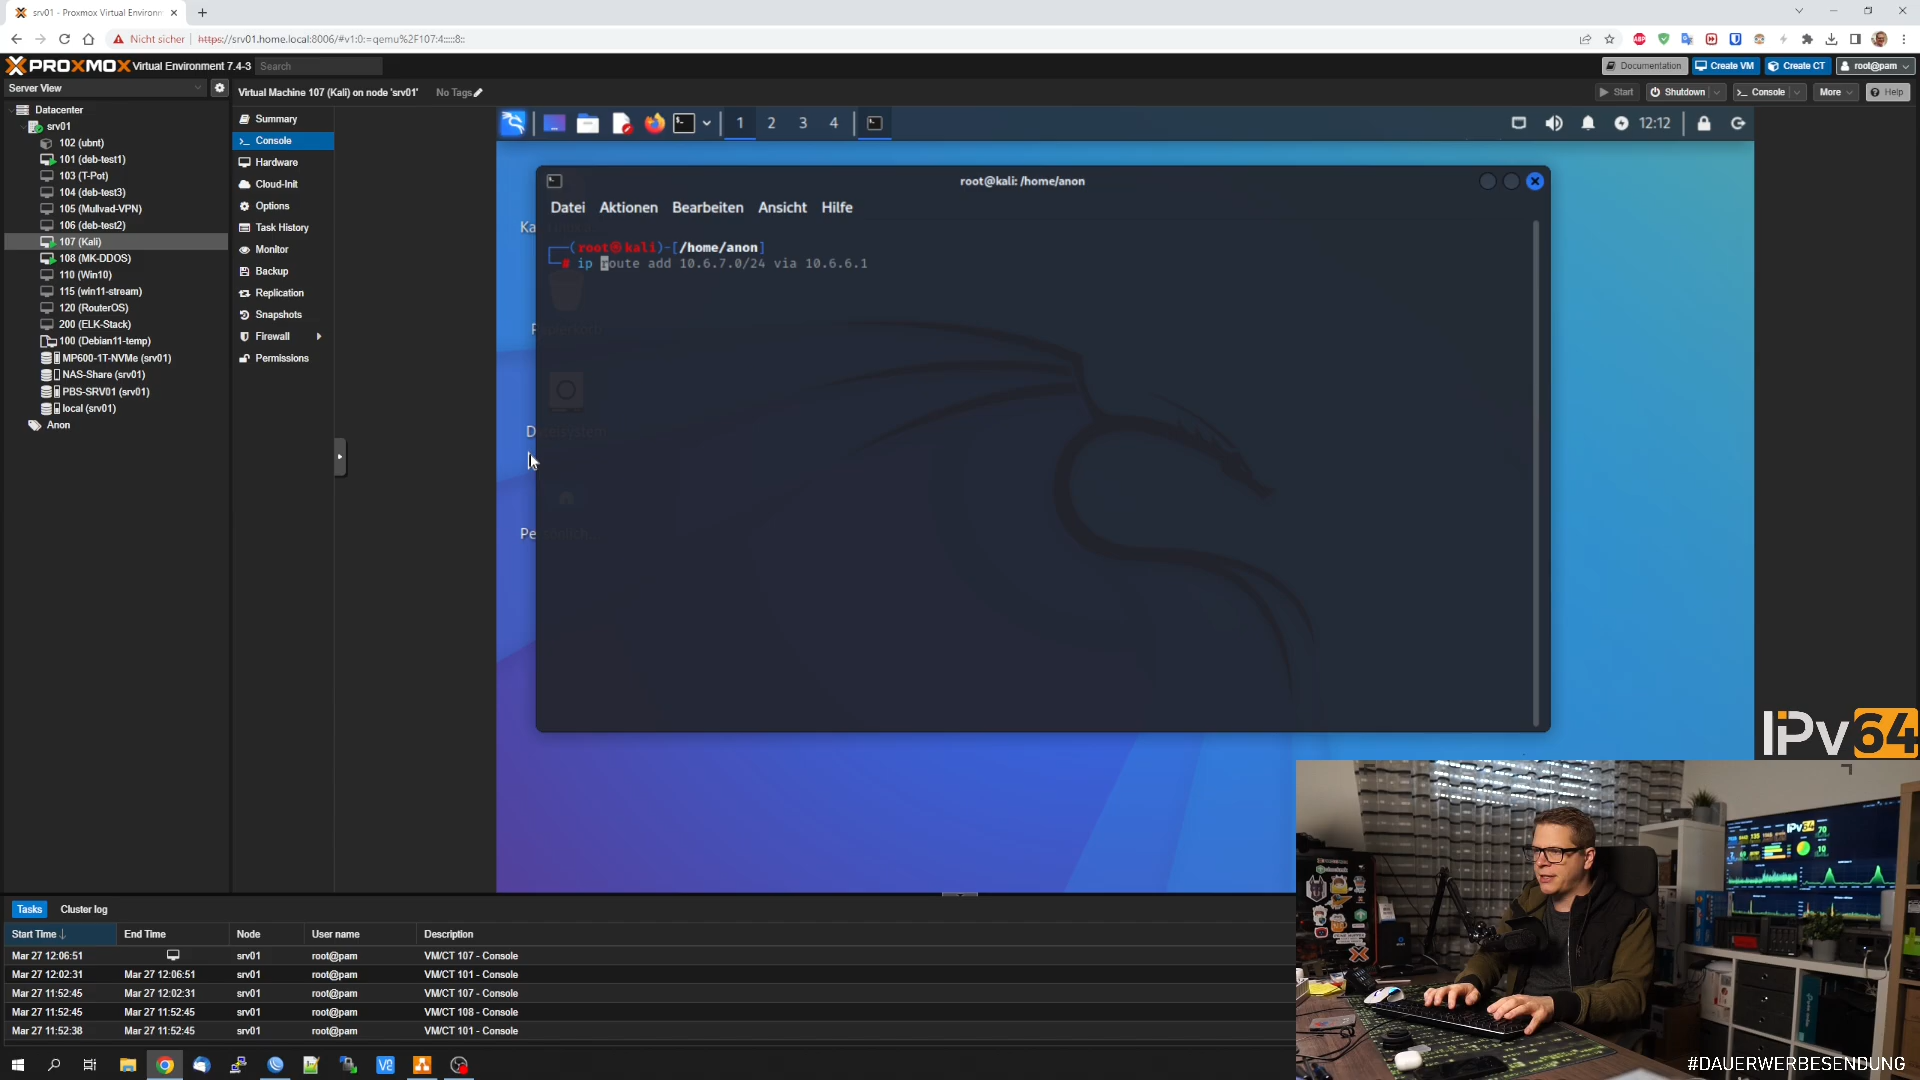 srv01 - Proxmox Virtual Environm
Nicht sicher https://srv01.home.local:8006/#v1:0:=qemu%2F107:4:::::8::
PROXMOX Virtual Environment 7.4-3 Search Documentation Create VM Create CT root@pam
Server View
Virtual Machine 107 (Kali) on node 'srv01' No Tags Start Shutdown Console More Help
Datacenter
srv01
102 (ubnt)
101 (deb-test1)
103 (T-Pot)
104 (deb-test3)
105 (Mullvad-VPN)
106 (deb-test2)
107 (Kali)
108 (MK-DDOS)
110 (Win10)
115 (win11-stream)
120 (RouterOS)
200 (ELK-Stack)
100 (Debian11-temp)
MP600-1T-NVMe (srv01)
NAS-Share (srv01)
PBS-SRV01 (srv01)
local (srv01)
Anon
Summary
Console
Hardware
Cloud-Init
Options
Task History
Monitor
Backup
Replication
Snapshots
Firewall
Permissions
1 2 3 4 12:12
root@kali: /home/anon
Datei Aktionen Bearbeiten Ansicht Hilfe
(root㉿kali)-[/home/anon]
# ip route add 10.6.7.0/24 via 10.6.6.1
IPv64
Tasks Cluster log
Start Time End Time Node User name Description
Mar 27 12:06:51 srv01 root@pam VM/CT 107 - Console
Mar 27 12:02:31 Mar 27 12:06:51 srv01 root@pam VM/CT 101 - Console
Mar 27 11:52:45 Mar 27 12:02:31 srv01 root@pam VM/CT 107 - Console
Mar 27 11:52:45 Mar 27 11:52:45 srv01 root@pam VM/CT 108 - Console
Mar 27 11:52:38 Mar 27 11:52:45 srv01 root@pam VM/CT 101 - Console
IPv64
#DAUERWERBESENDUNG